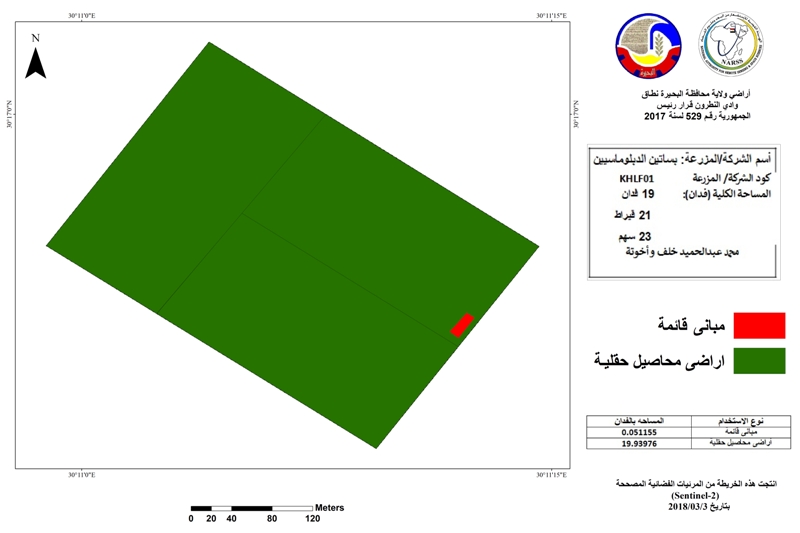 30°11'0"E
30°11'15"E
N
30°17'0"N
30°17'0"N
30°11'0"E
30°11'15"E
0 20 40 80 120 Meters
البحيرة
NARSS
أراضي ولاية محافظة البحيرة نطاق
وادي النطرون قرار رئيس
الجمهورية رقم 529 لسنة 2017
أسم الشركة/المزرعة: بساتين الدبلوماسيين
كود الشركة/ المزرعة KHLF01
المساحة الكلية (فدان): 19 فدان
21 قيراط
23 سهم
محمد عبدالحميد خلف وأخوتة
مبانى قائمة
اراضى محاصيل حقلية
نوع الاستخدام المساحه بالفدان
مبانى قائمه 0.051155
اراضى محاصيل حقلية 19.93976
انتجت هذه الخريطة من المرئيات الفضائية المصححة
(Sentinel-2)
بتاريخ 2018/03/3